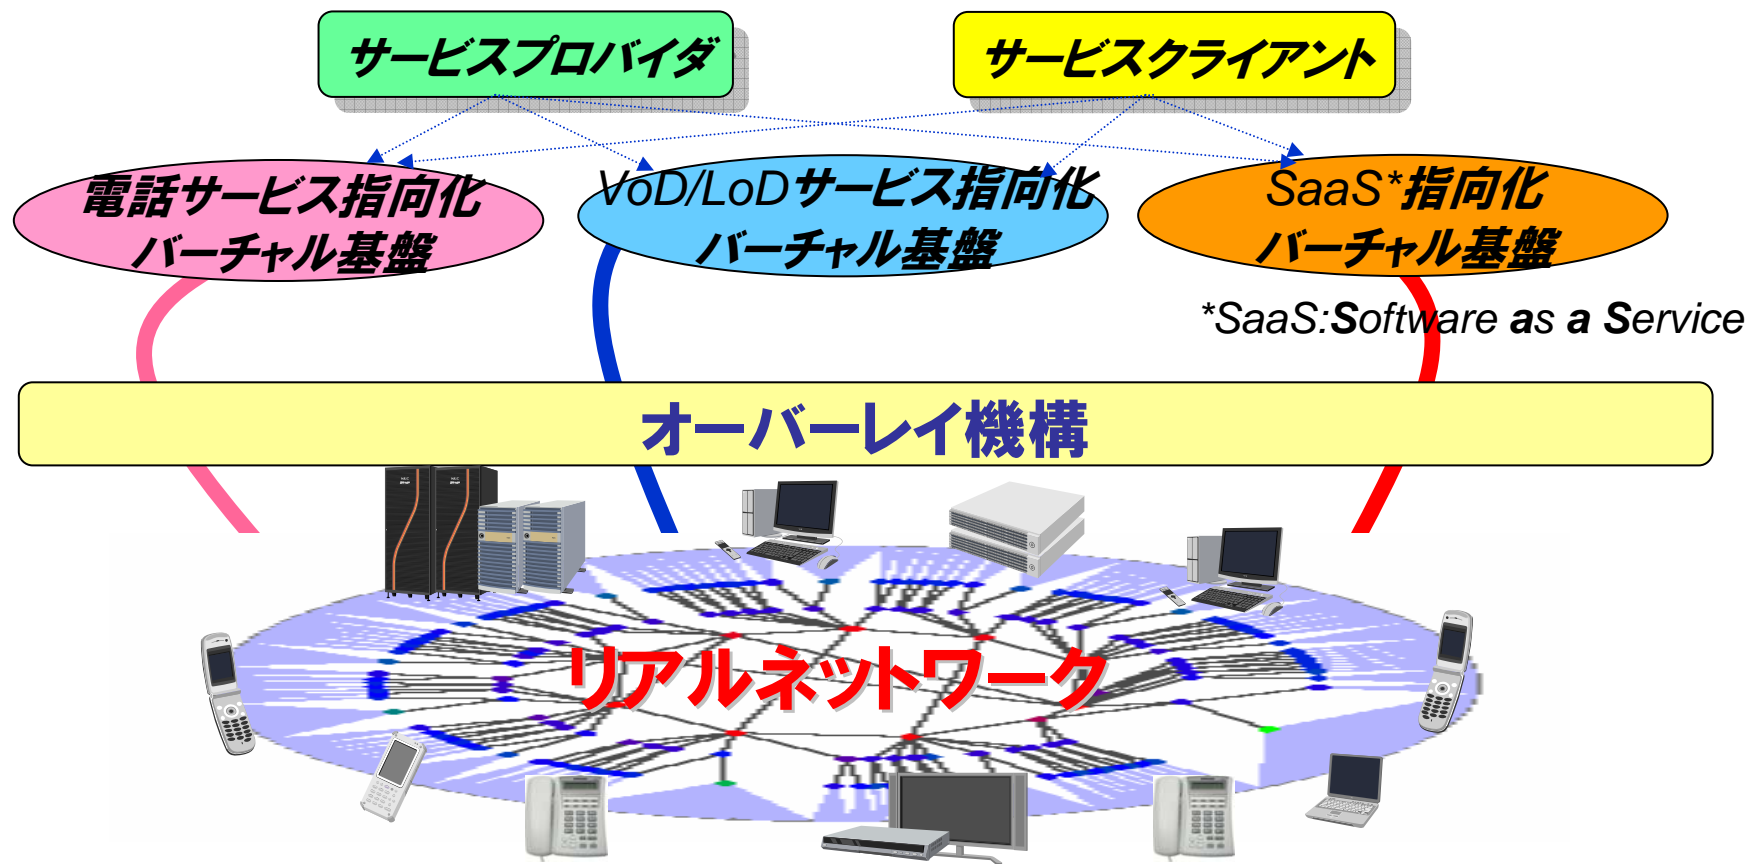 サービスプロバイダ
サービスクライアント
電話サービス指向化
バーチャル基盤
VoD/LoDサービス指向化
バーチャル基盤
SaaS*指向化
バーチャル基盤
*SaaS:Software as a Service
オーバーレイ機構
リアルネットワーク